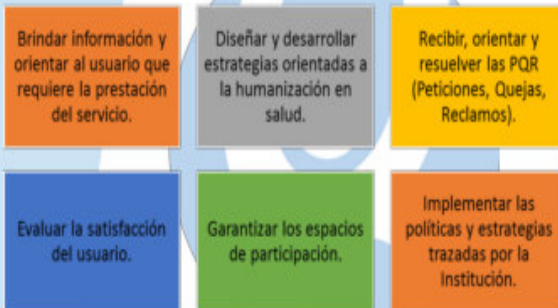 Brindar información y
orientar al usuario que
requiere la prestación
del servicio.
Diseñar y desarrollar
estrategias orientadas a
la humanización en
salud.
Recibir, orientar y
resuelver las PQR
(Peticiones, Quejas,
Reclamos).
Evaluar la satisfacción
del usuario.
Garantizar los espacios
de participación.
Implementar las
políticas y estrategias
trazadas por la
Institución.